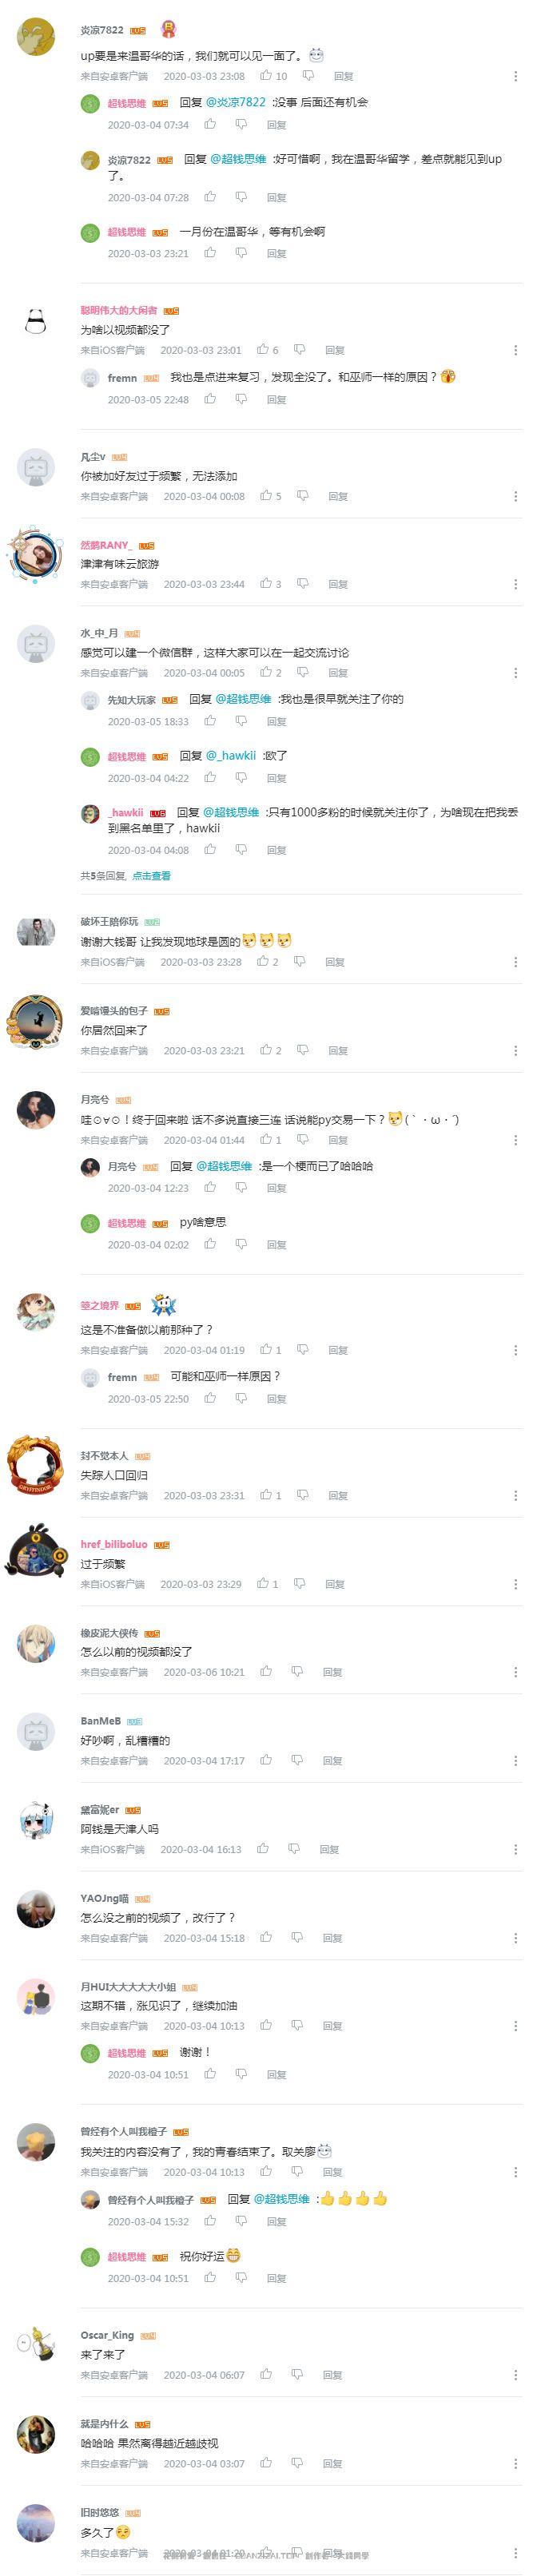 炎凉7822 LV5
up要是来温哥华的话，我们就可以见一面了。
来自安卓客户端 2020-03-03 23:08 10 回复
超钱思维 LV5 回复 @炎凉7822 :没事 后面还有机会
2020-03-04 07:34 回复
炎凉7822 LV5 回复 @超钱思维 :好可惜啊，我在温哥华留学，差点就能见到up
了。
2020-03-04 07:28 回复
超钱思维 LV5 一月份在温哥华，等有机会啊
2020-03-03 23:21 回复
聪明伟大的大闲者 LV5
为啥以视频都没了
来自iOS客户端 2020-03-03 23:01 6 回复
fremn 我也是点进来复习，发现全没了。和巫师一样的原因？
2020-03-05 22:48 回复
凡尘v
你被加好友过于频繁，无法添加
来自安卓客户端 2020-03-04 00:08 5 回复
然鹅RANY_ LV5
津津有味云旅游
来自安卓客户端 2020-03-03 23:44 3 回复
水_中_月
感觉可以建一个微信群，这样大家可以在一起交流讨论
来自安卓客户端 2020-03-04 00:05 2 回复
先知大玩家 LV5 回复 @超钱思维 :我也是很早就关注了你的
2020-03-05 18:33 回复
超钱思维 LV5 回复 @_hawkii :欧了
2020-03-04 04:22 回复
_hawkii 回复 @超钱思维 :只有1000多粉的时候就关注你了，为啥现在把我丢
到黑名单里了，hawkii
2020-03-04 04:08 回复
共5条回复, 点击查看
破坏王陪你玩
谢谢大钱哥 让我发现地球是圆的
来自iOS客户端 2020-03-03 23:28 2 回复
爱啃馒头的包子 LV5
你居然回来了
来自安卓客户端 2020-03-03 23:21 2 回复
月亮兮
哇⊙∀⊙！终于回来啦 话不多说直接三连 话说能py交易一下？(｀・ω・´)
来自安卓客户端 2020-03-04 01:44 1 回复
月亮兮 回复 @超钱思维 :是一个梗而已了哈哈哈
2020-03-04 12:23 回复
超钱思维 LV5 py啥意思
2020-03-04 02:02 回复
之境界 LV5
这是不准备做以前那种了？
来自安卓客户端 2020-03-04 01:19 1 回复
fremn 可能和巫师一样原因？
2020-03-05 22:50 回复
封不觉本人
失踪人口回归
来自安卓客户端 2020-03-03 23:31 1 回复
href_biliboluo LV5
过于频繁
来自iOS客户端 2020-03-03 23:29 1 回复
橡皮泥大侠传 LV5
怎么以前的视频都没了
来自安卓客户端 2020-03-06 10:21 回复
BanMeB
好吵啊，乱糟糟的
来自安卓客户端 2020-03-04 17:17 回复
黛富妮er LV5
阿钱是天津人吗
来自iOS客户端 2020-03-04 16:13 回复
YAOJng喵
怎么没之前的视频了，改行了？
来自安卓客户端 2020-03-04 15:18 回复
月HUI大大大大大小姐
这期不错，涨见识了，继续加油
来自安卓客户端 2020-03-04 10:13 回复
超钱思维 LV5 谢谢！
2020-03-04 10:51 回复
曾经有个人叫我橙子 LV5
我关注的内容没有了，我的青春结束了。取关廖
来自安卓客户端 2020-03-04 10:13 回复
曾经有个人叫我橙子 LV5 回复 @超钱思维 :
2020-03-04 15:32 回复
超钱思维 LV5 祝你好运
2020-03-04 10:51 回复
Oscar_King
来了来了
来自安卓客户端 2020-03-04 06:07 回复
就是内什么 LV5
哈哈哈 果然离得越近越歧视
来自安卓客户端 2020-03-04 03:07 回复
旧时悠悠
多久了
来自安卓客户端 2020-03-04 01:20 回复